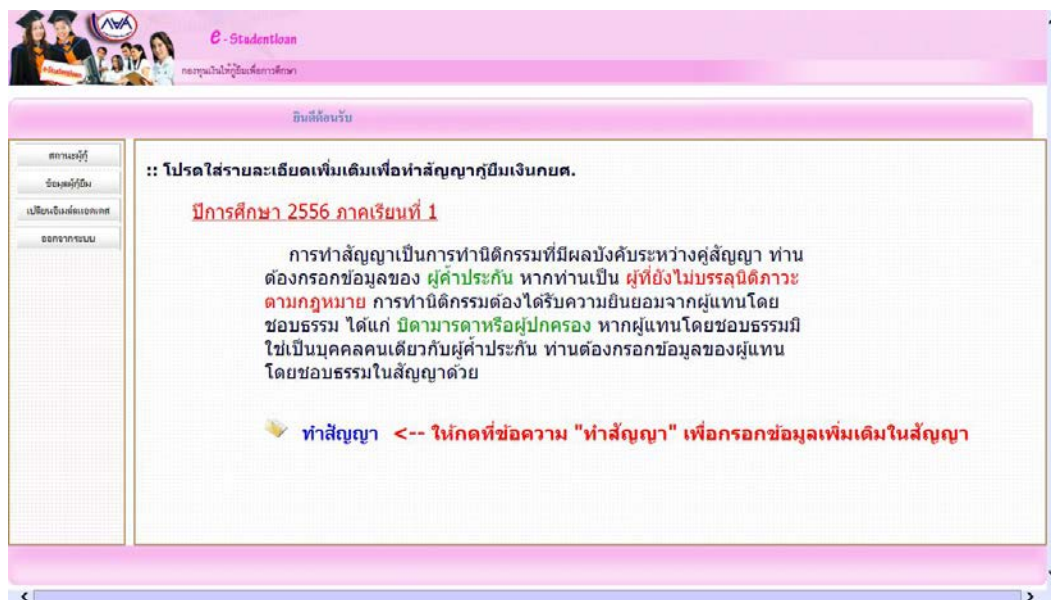 e-Studentloan
กองทุนเงินให้กู้ยืมเพื่อการศึกษา
ยินดีต้อนรับ
สถานะผู้กู้
ข้อมูลผู้กู้ยืม
เปลี่ยนอีเมล์แอดเดส
ออกจากระบบ
:: โปรดใส่รายละเอียดเพิ่มเติมเพื่อทำสัญญากู้ยืมเงินกยศ.
ปีการศึกษา 2556 ภาคเรียนที่ 1
การทำสัญญาเป็นการทำนิติกรรมที่มีผลบังคับระหว่างคู่สัญญา ท่าน
ต้องกรอกข้อมูลของ ผู้ค้ำประกัน หากท่านเป็น ผู้ที่ยังไม่บรรลุนิติภาวะ
ตามกฎหมาย การทำนิติกรรมต้องได้รับความยินยอมจากผู้แทนโดย
ชอบธรรม ได้แก่ บิดามารดาหรือผู้ปกครอง หากผู้แทนโดยชอบธรรมมิ
ใช่เป็นบุคคลคนเดียวกับผู้ค้ำประกัน ท่านต้องกรอกข้อมูลของผู้แทน
โดยชอบธรรมในสัญญาด้วย
ทำสัญญา <-- ให้กดที่ข้อความ "ทำสัญญา" เพื่อกรอกข้อมูลเพิ่มเติมในสัญญา